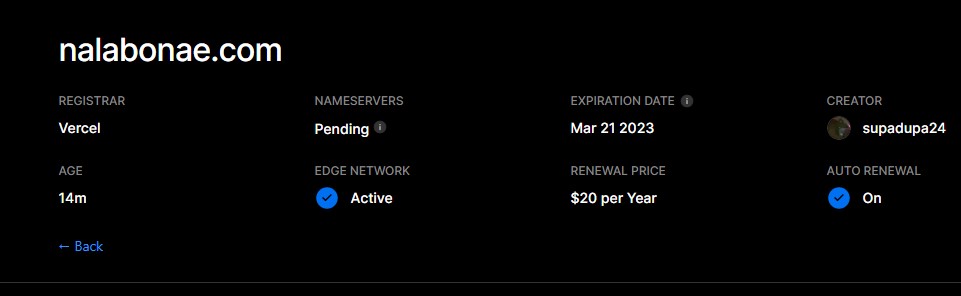 nalabonae.com
REGISTRAR NAMESERVERS EXPIRATION DATE i CREATOR
Vercel Pending i Mar 21 2023 supadupa24
AGE EDGE NETWORK RENEWAL PRICE AUTO RENEWAL
14m Active $20 per Year On
← Back